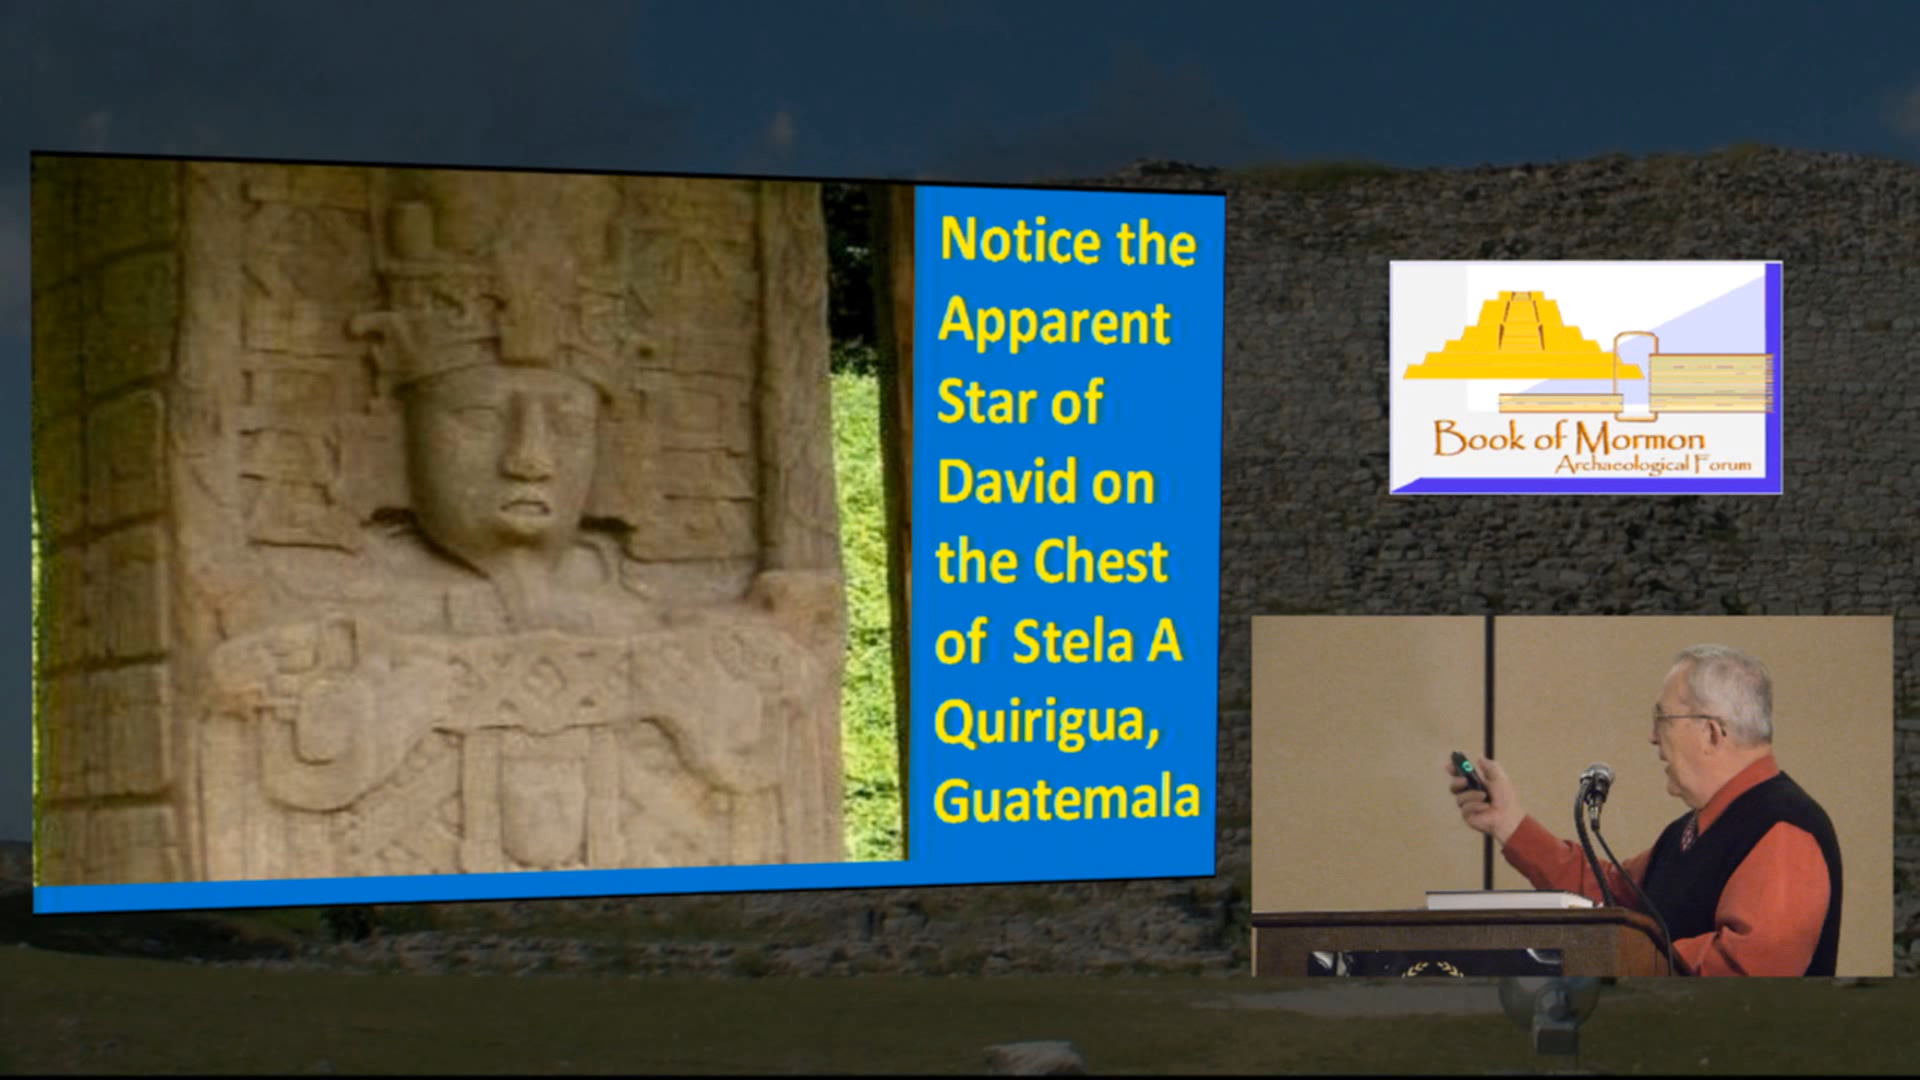 Notice the
Apparent
Star of
David on
the Chest
of Stela A
Quirigua,
Guatemala
Book of Mormon
Archaeological Forum